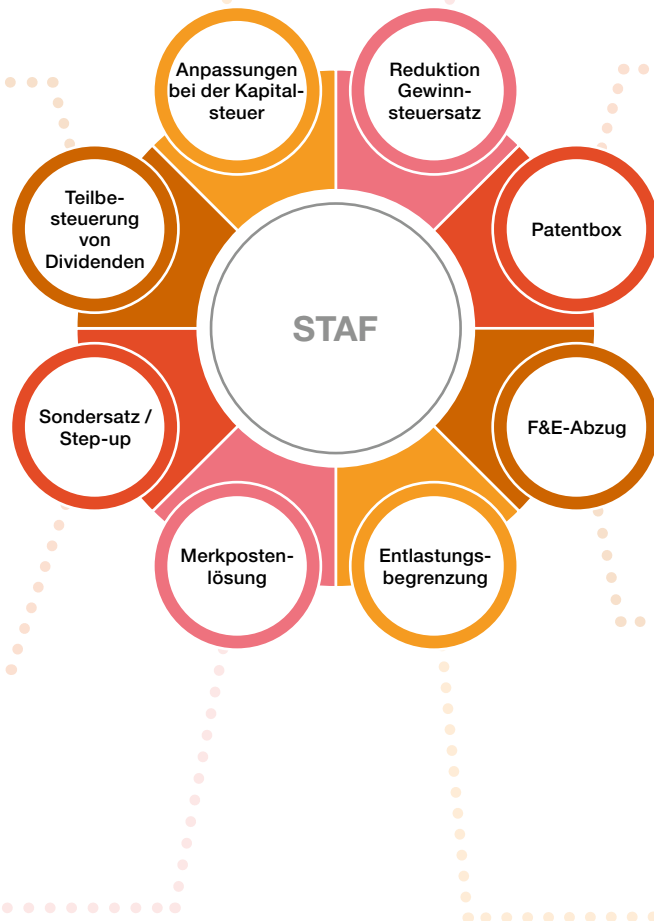 Anpassungen
bei der Kapital-
steuer
Reduktion
Gewinn-
steuersatz
Teilbe-
steuerung
von
Dividenden
Patentbox
STAF
Sondersatz /
Step-up
F&E-Abzug
Merkposten-
lösung
Entlastungs-
begrenzung